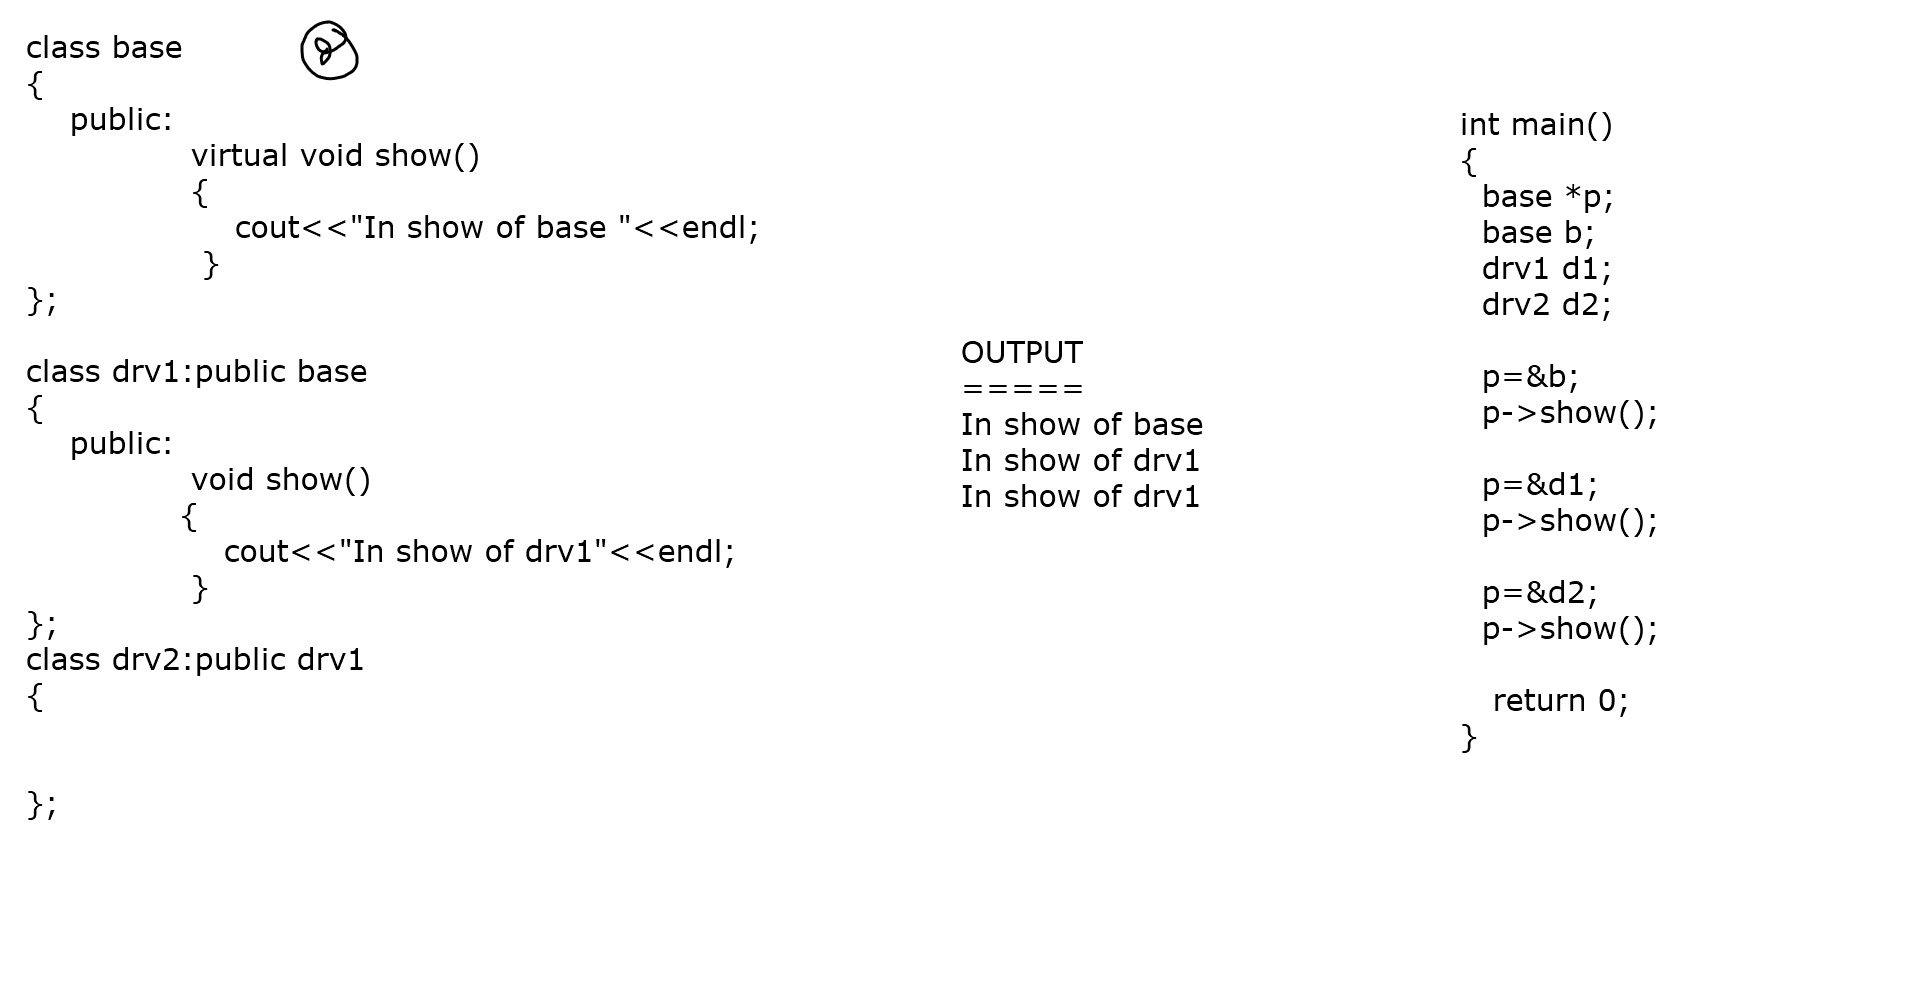 class base
{
public:
virtual void show()
{
cout<<"In show of base "<<endl;
}
};
class drv1:public base
{
public:
void show()
{
cout<<"In show of drv1"<<endl;
}
};
class drv2:public drv1
{
};
OUTPUT
=====
In show of base
In show of drv1
In show of drv1
int main()
{
base *p;
base b;
drv1 d1;
drv2 d2;
p=&b;
p->show();
p=&d1;
p->show();
p=&d2;
p->show();
return 0;
}